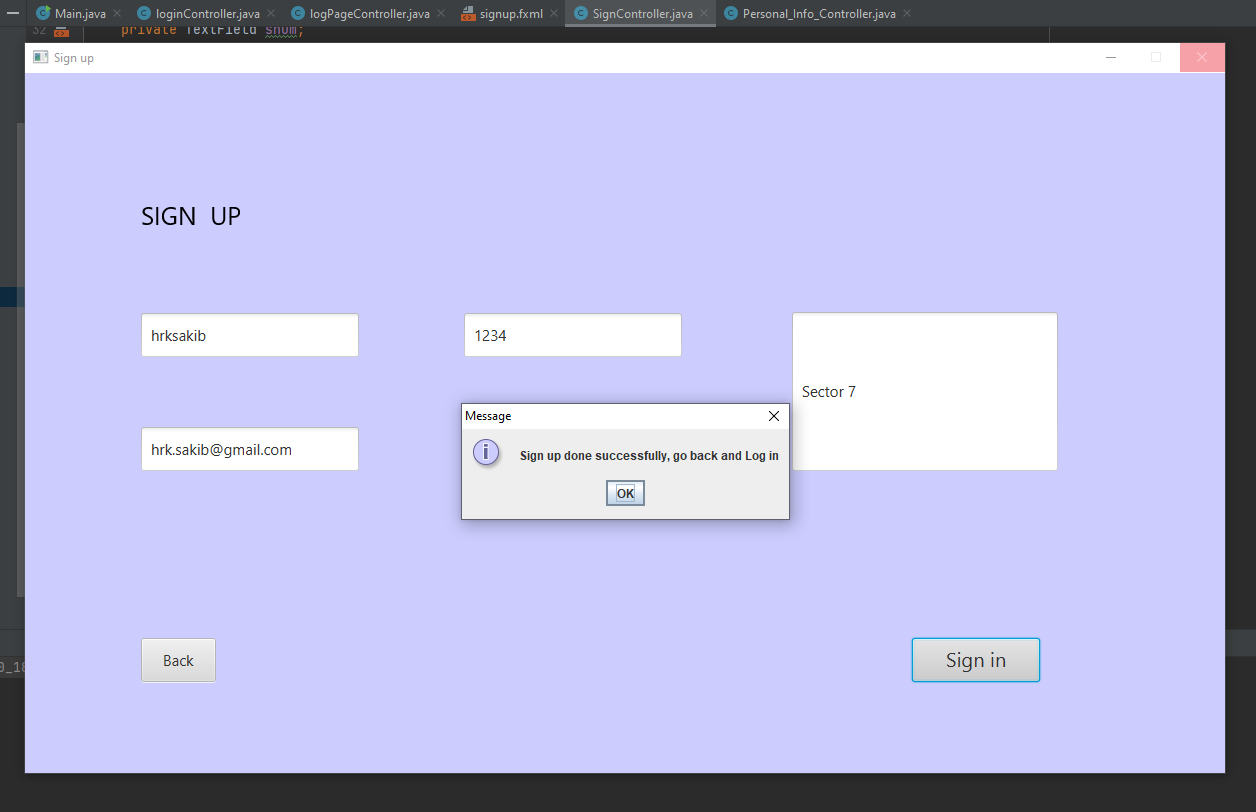 Main.java loginController.java logPageController.java signup.fxml SignController.java Personal_Info_Controller.java
32 private TextField snum;
Sign up
SIGN UP
hrksakib 1234
Sector 7
hrk.sakib@gmail.com
Message
Sign up done successfully, go back and Log in
OK
Back Sign in